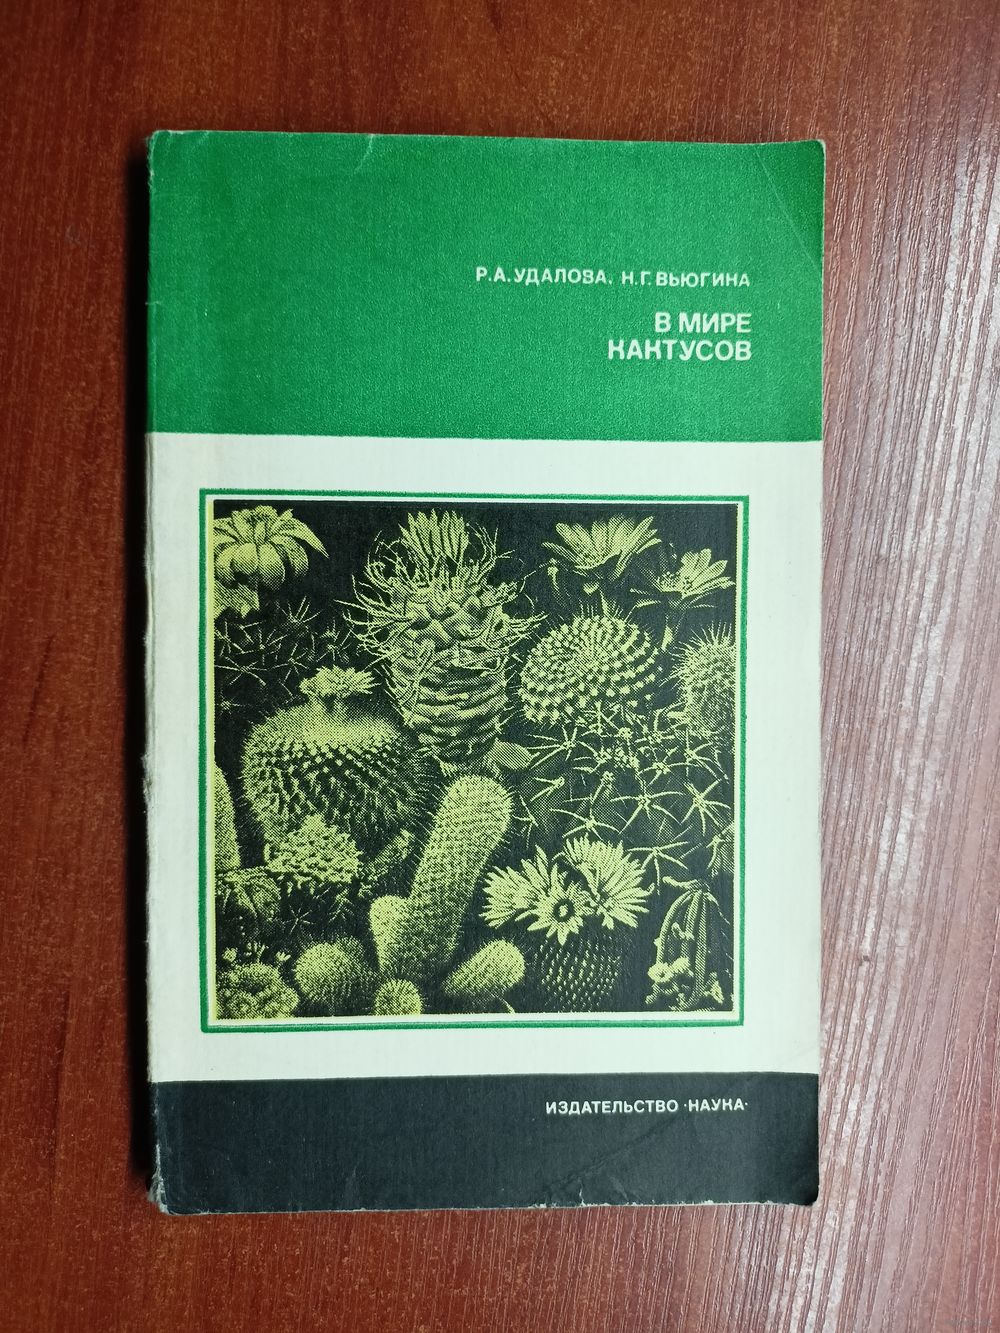 Р.А.УДАЛОВА, Н.Г.ВЬЮГИНА
В МИРЕ
КАКТУСОВ
ИЗДАТЕЛЬСТВО ·НАУКА·